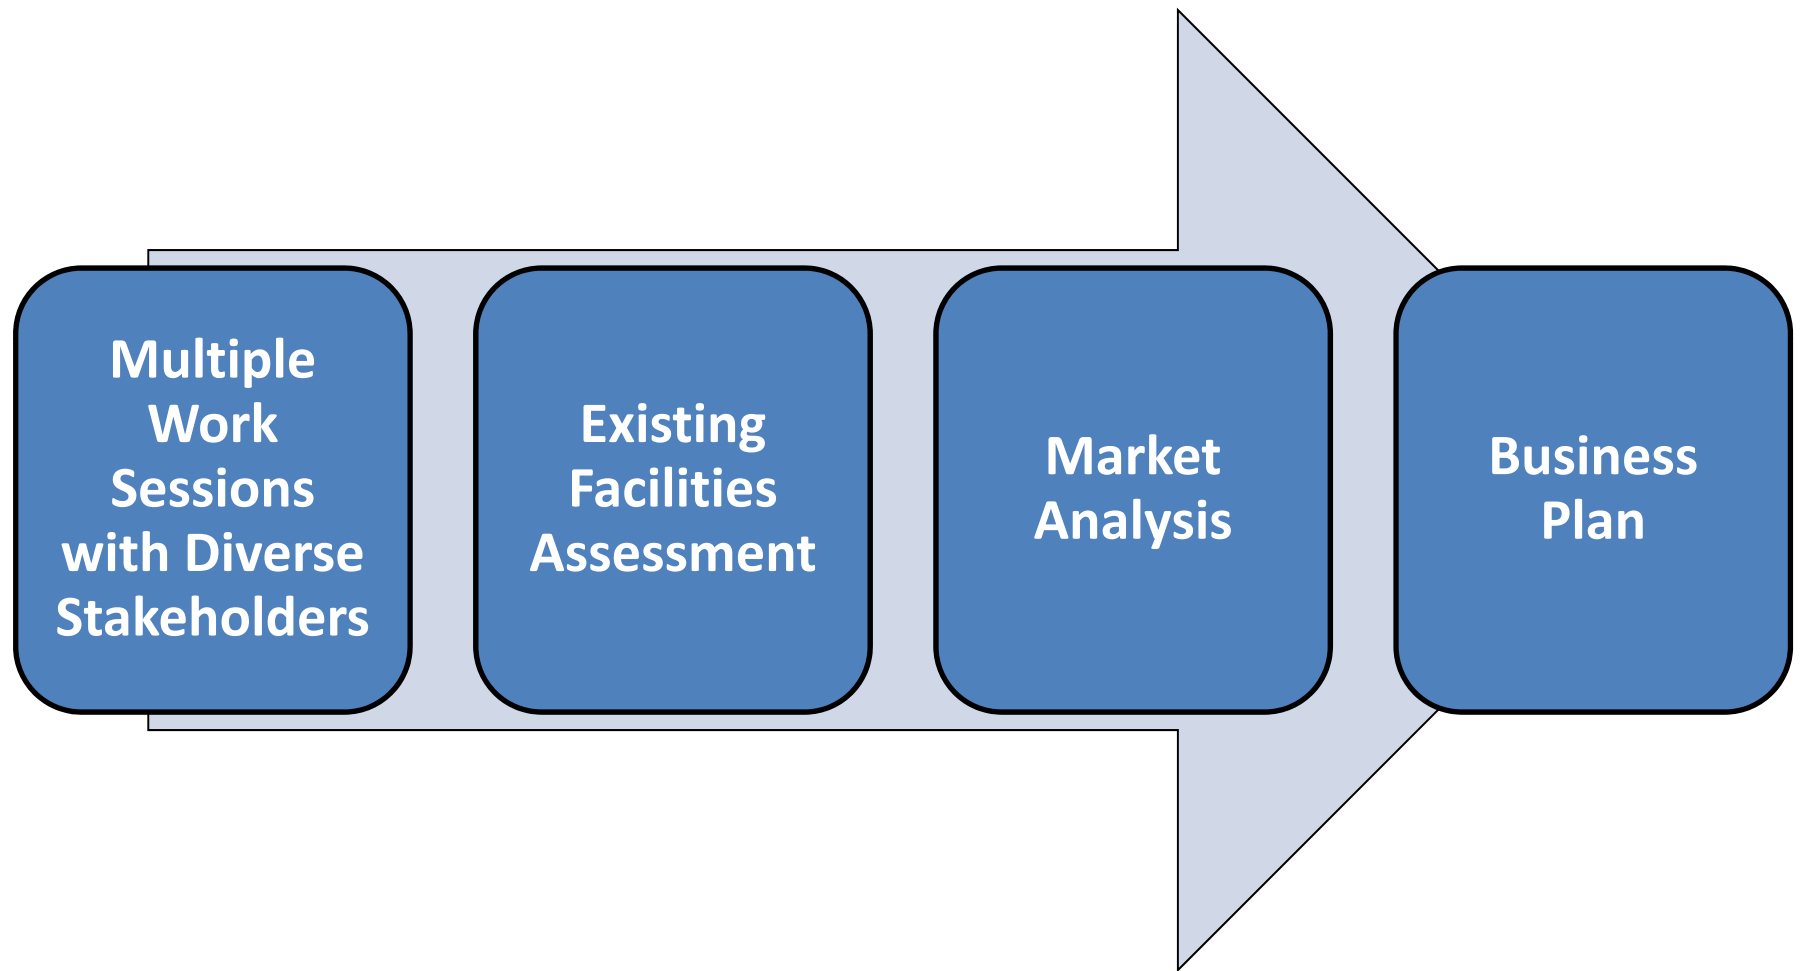 Multiple
Work
Sessions
with Diverse
Stakeholders
Existing
Facilities
Assessment
Market
Analysis
Business
Plan